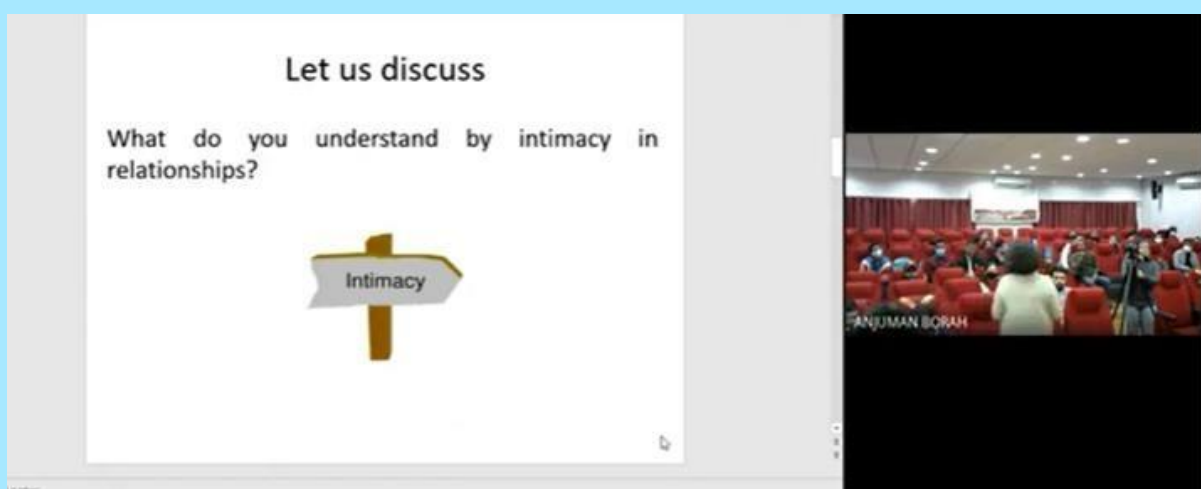 Let us discuss
What do you understand by intimacy in
relationships?
Intimacy
ANJUMAN BORAH